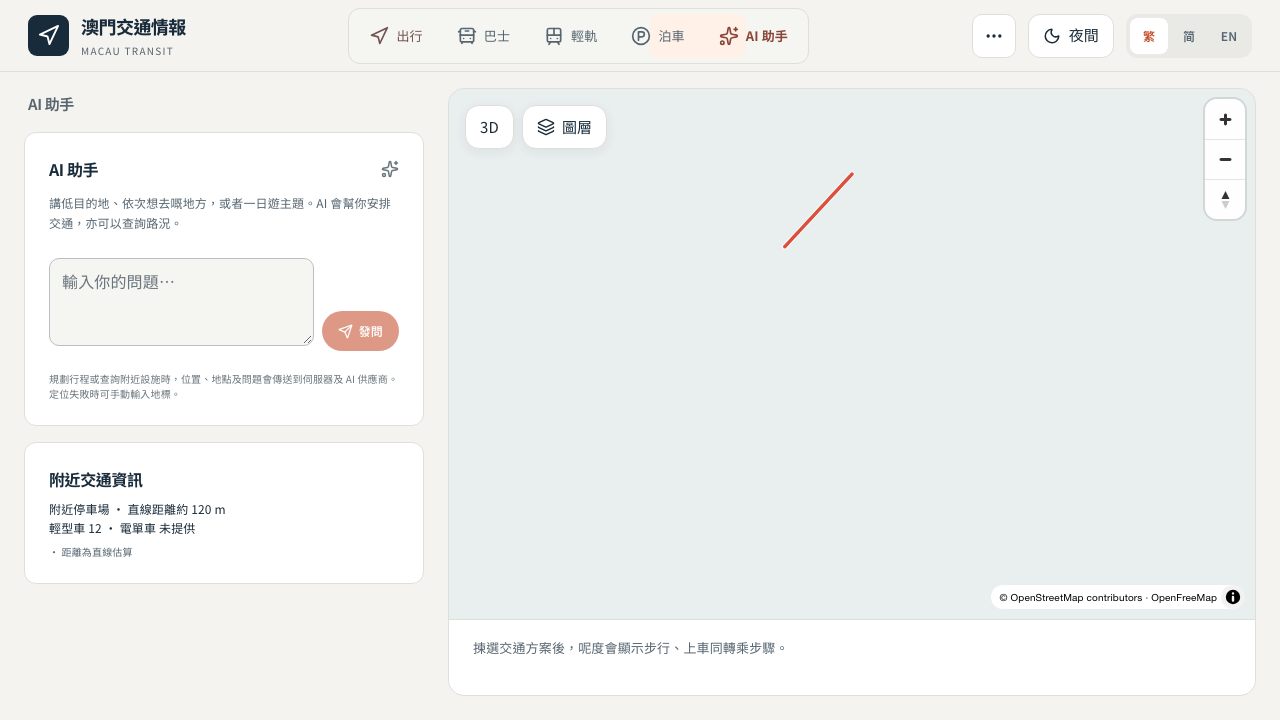 澳門交通情報
MACAU TRANSIT
出行
巴士
輕軌
泊車
AI 助手
夜間
繁
简
EN
AI 助手
AI 助手
講低目的地、依次想去嘅地方，或者一日遊主題。AI 會幫你安排
交通，亦可以查詢路況。
輸入你的問題…
發問
規劃行程或查詢附近設施時，位置、地點及問題會傳送到伺服器及 AI 供應商。
定位失敗時可手動輸入地標。
附近交通資訊
附近停車場 · 直線距離約 120 m
輕型車 12 · 電單車 未提供
· 距離為直線估算
3D
圖層
© OpenStreetMap contributors · OpenFreeMap
揀選交通方案後，呢度會顯示步行、上車同轉乘步驟。